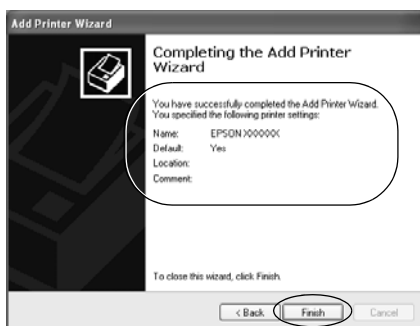 Add Printer Wizard
Completing the Add Printer
Wizard
You have successfully completed the Add Printer Wizard.
You specified the following printer settings:
Name: EPSON XXXXXX
Default: Yes
Location:
Comment:
To close this wizard, click Finish.
< Back Finish Cancel